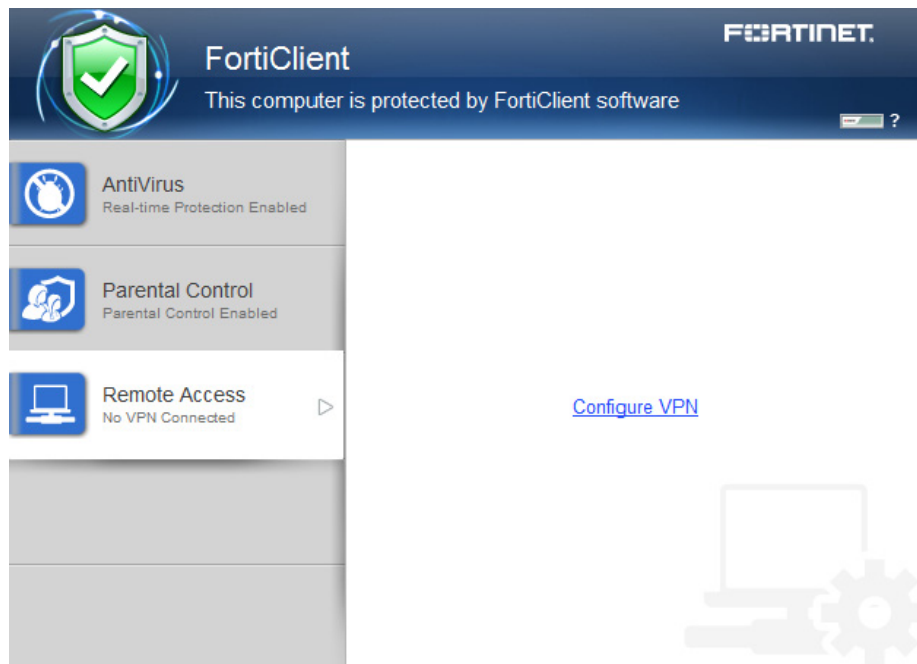 FORTINET.
FortiClient
This computer is protected by FortiClient software
?
AntiVirus
Real-time Protection Enabled
Parental Control
Parental Control Enabled
Remote Access
No VPN Connected
Configure VPN